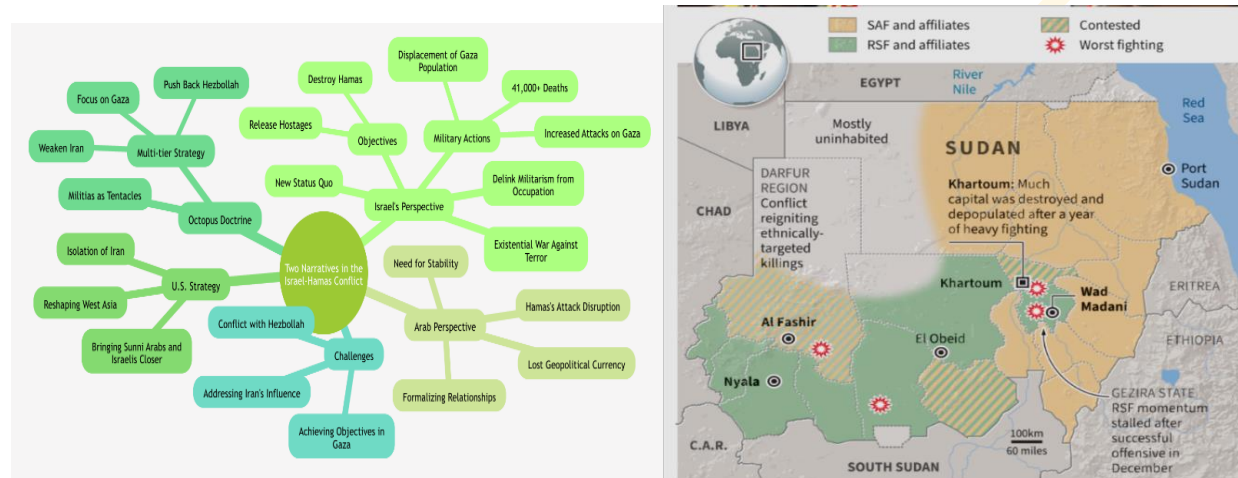 Displacement of Gaza
Population
Push Back Hezbollah
Destroy Hamas
Focus on Gaza
41,000+ Deaths
Release Hostages
Objectives
Military Actions
Increased Attacks on Gaza
Weaken Iran
Multi-tier Strategy
New Status Quo
Delink Militarism from
Occupation
Militias as Tentacles
Israel's Perspective
Octopus Doctrine
Existential War Against
Terror
Isolation of Iran
Two Narratives in the
Israel-Hamas Conflict
Need for Stability
U.S. Strategy
Reshaping West Asia
Hamas's Attack Disruption
Conflict with Hezbollah
Arab Perspective
Bringing Sunni Arabs and
Israelis Closer
Challenges
Lost Geopolitical Currency
Addressing Iran's Influence
Formalizing Relationships
Achieving Objectives in
Gaza
SAF and affiliates
Contested
RSF and affiliates
Worst fighting
EGYPT
River
Nile
Red
Sea
LIBYA
Mostly
uninhabited
SUDAN
Port
Sudan
DARFUR
REGION
Conflict
reigniting
ethnically-
targeted
killings
Khartoum: Much
capital was destroyed and
depopulated after a year
of heavy fighting
CHAD
Khartoum
Wad
Madani
ERITREA
Al Fashir
El Obeid
ETHIOPIA
Nyala
GEZIRA STATE
RSF momentum
stalled after
successful
offensive in
December
C.A.R.
100km
60 miles
SOUTH SUDAN